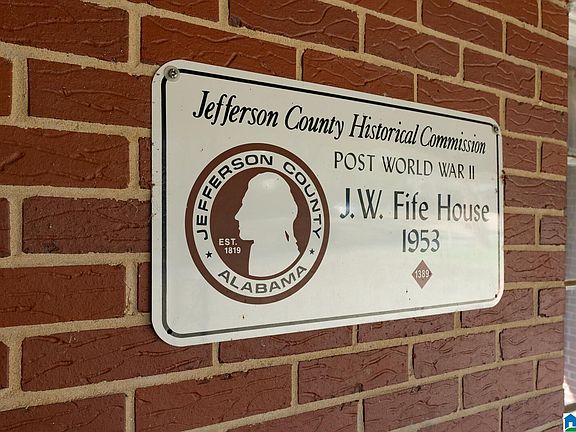 Jefferson County Historical Commission
POST WORLD WAR II
J.W. Fife House
1953
1389
JEFFERSON COUNTY
EST.
1819
ALABAMA